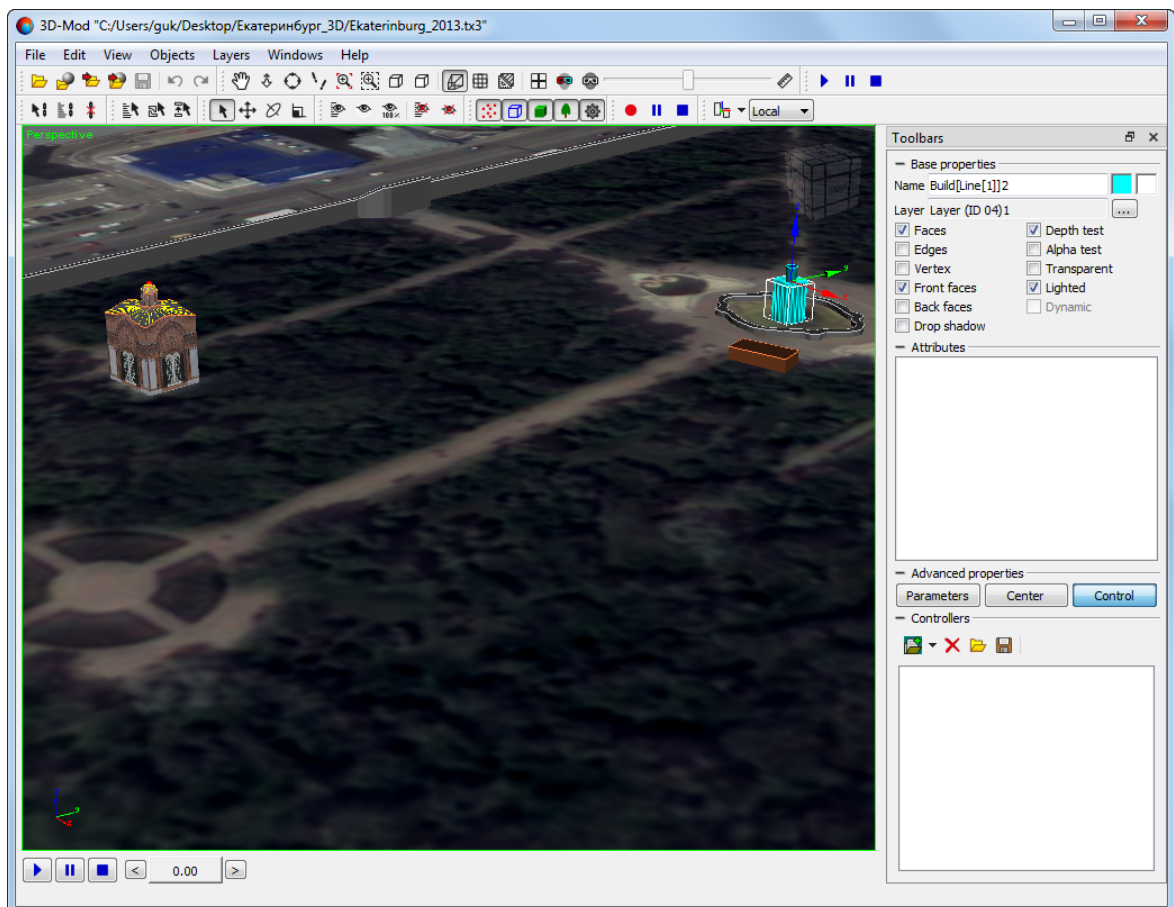 3D-Mod "C:/Users/guk/Desktop/Екатеринбург_3D/Ekaterinburg_2013.tx3"
File Edit View Objects Layers Windows Help
100%
Local
Perspective
Toolbars
Base properties
Name Build[Line[1]]2
Layer Layer (ID 04)1 ...
Faces Depth test
Edges Alpha test
Vertex Transparent
Front faces Lighted
Back faces Dynamic
Drop shadow
Attributes
Advanced properties
Parameters Center Control
Controllers
< 0.00 >